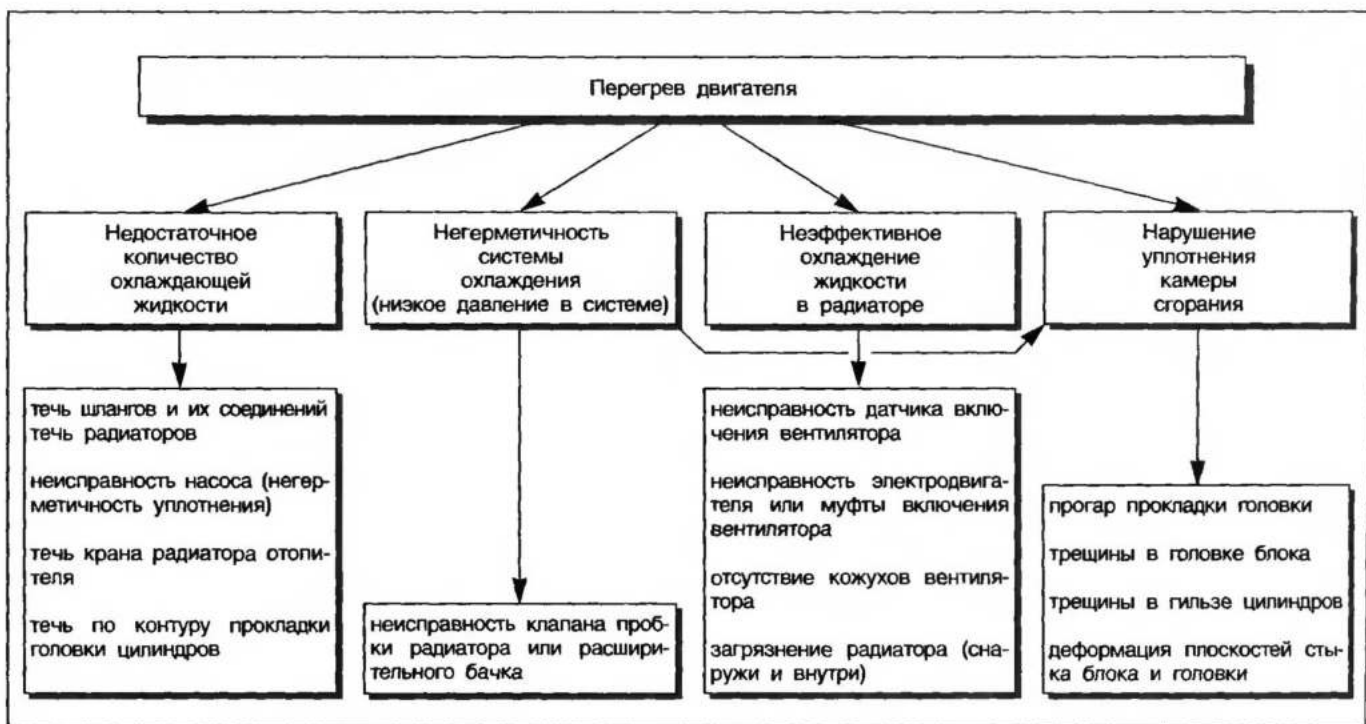 Перегрев двигателя
Недостаточное
количество
охлаждающей
жидкости
Негерметичность
системы
охлаждения
(низкое давление в системе)
Неэффективное
охлаждение
жидкости
в радиаторе
Нарушение
уплотнения
камеры
сгорания
течь шлангов и их соединений
течь радиаторов
неисправность насоса (негер-
метичность уплотнения)
течь крана радиатора отопи-
теля
течь по контуру прокладки
головки цилиндров
неисправность клапана проб-
ки радиатора или расшири-
тельного бачка
неисправность датчика вклю-
чения вентилятора
неисправность электродвига-
теля или муфты включения
вентилятора
отсутствие кожухов вентиля-
тора
загрязнение радиатора (сна-
ружи и внутри)
прогар прокладки головки
трещины в головке блока
трещины в гильзе цилиндров
деформация плоскостей сты-
ка блока и головки